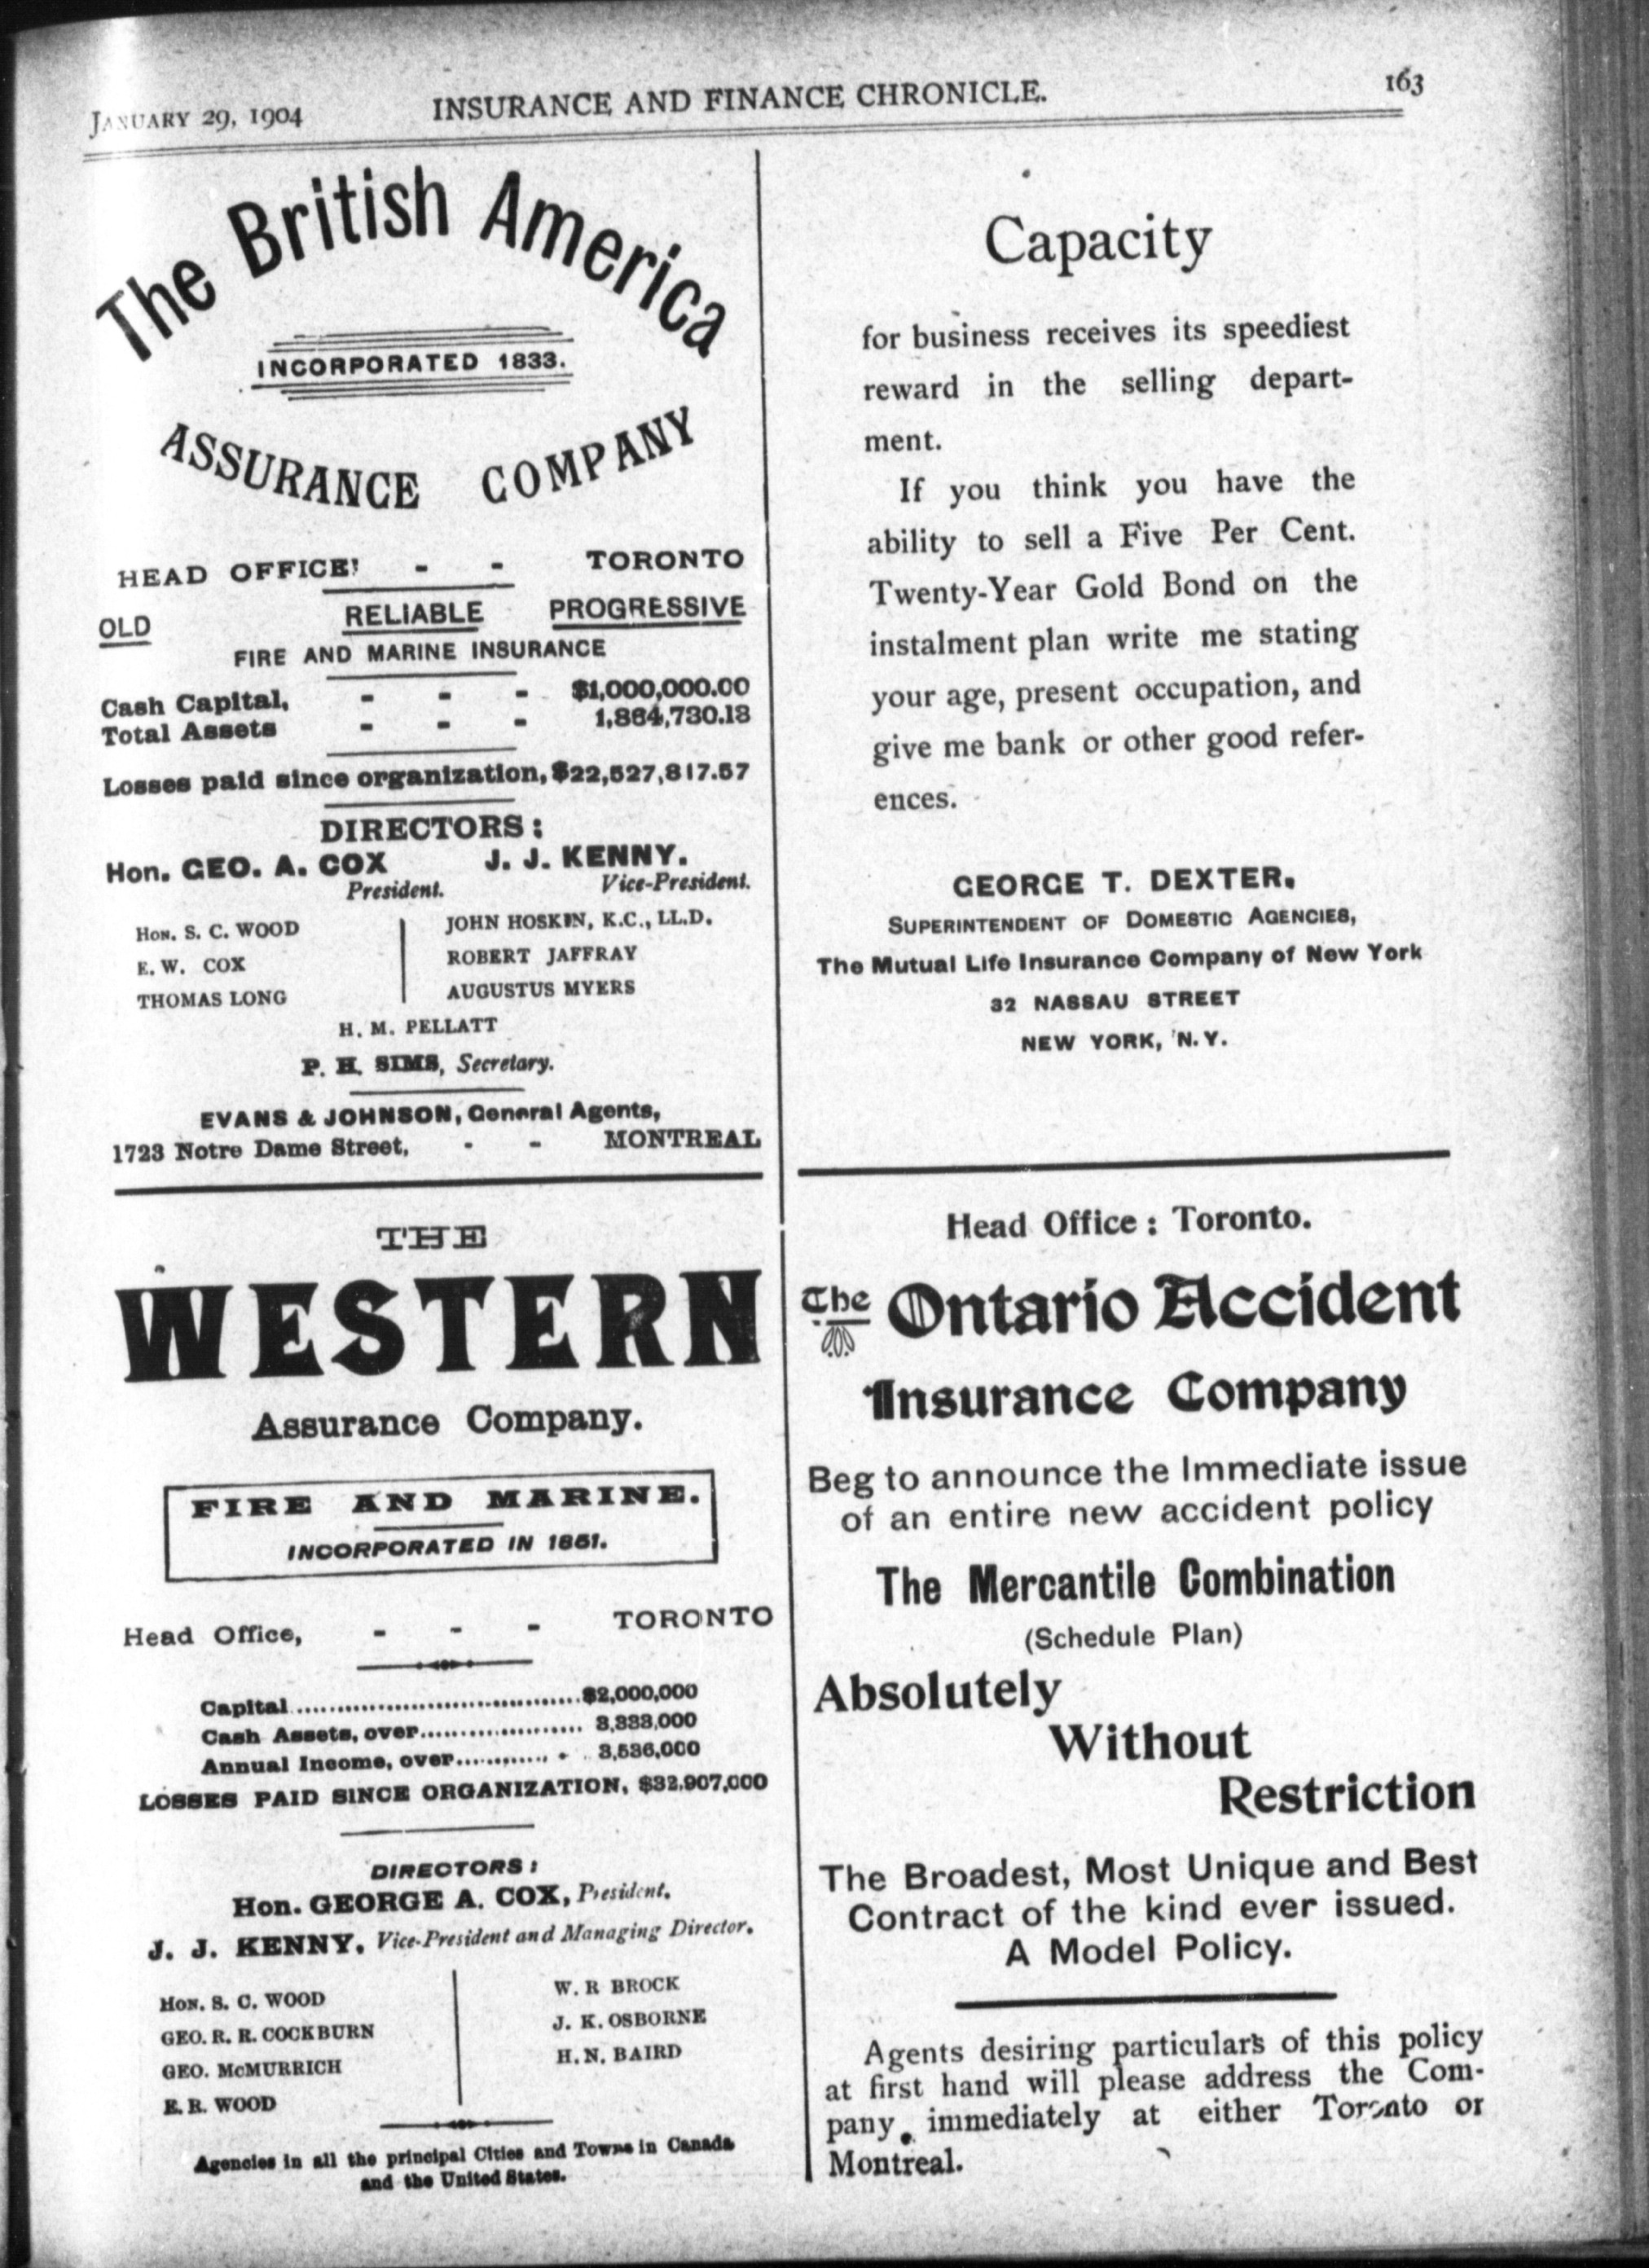 JANUARY 29, 1904 INSURANCE AND FINANCE CHRONICLE. 163
The British America
INCORPORATED 1833.
ASSURANCE COMPANY
HEAD OFFICE: - - TORONTO
OLD RELIABLE PROGRESSIVE
FIRE AND MARINE INSURANCE
Cash Capital, - - - $1,000,000.00
Total Assets - - - 1,864,730.13
Losses paid since organization, $22,527,817.57
DIRECTORS:
Hon. GEO. A. COX J. J. KENNY.
President. Vice-President.
HON. S. C. WOOD JOHN HOSKIN, K.C., LL.D.
E. W. COX ROBERT JAFFRAY
THOMAS LONG AUGUSTUS MYERS
H. M. PELLATT
P. H. SIMS, Secretary.
EVANS & JOHNSON, General Agents,
1723 Notre Dame Street, - - MONTREAL
THE
WESTERN
Assurance Company.
FIRE AND MARINE.
INCORPORATED IN 1851.
Head Office, - - - TORONTO
Capital ................................... $2,000,000
Cash Assets, over .................... 3,333,000
Annual Income, over ............ 3,536,000
LOSSES PAID SINCE ORGANIZATION, $32,907,000
DIRECTORS:
Hon. GEORGE A. COX, President.
J. J. KENNY, Vice-President and Managing Director.
HON. S. C. WOOD W. R BROCK
GEO. R. R. COCKBURN J. K. OSBORNE
GEO. McMURRICH H. N. BAIRD
E. R. WOOD
Agencies in all the principal Cities and Towns in Canada
and the United States.
Capacity
for business receives its speediest
reward in the selling depart-
ment.
If you think you have the
ability to sell a Five Per Cent.
Twenty-Year Gold Bond on the
instalment plan write me stating
your age, present occupation, and
give me bank or other good refer-
ences.
GEORGE T. DEXTER,
SUPERINTENDENT OF DOMESTIC AGENCIES,
The Mutual Life Insurance Company of New York
32 NASSAU STREET
NEW YORK, N.Y.
Head Office: Toronto.
The Ontario Accident
Insurance Company
Beg to announce the Immediate issue
of an entire new accident policy
The Mercantile Combination
(Schedule Plan)
Absolutely
Without
Restriction
The Broadest, Most Unique and Best
Contract of the kind ever issued.
A Model Policy.
Agents desiring particulars of this policy
at first hand will please address the Com-
pany, immediately at either Toronto or
Montreal.